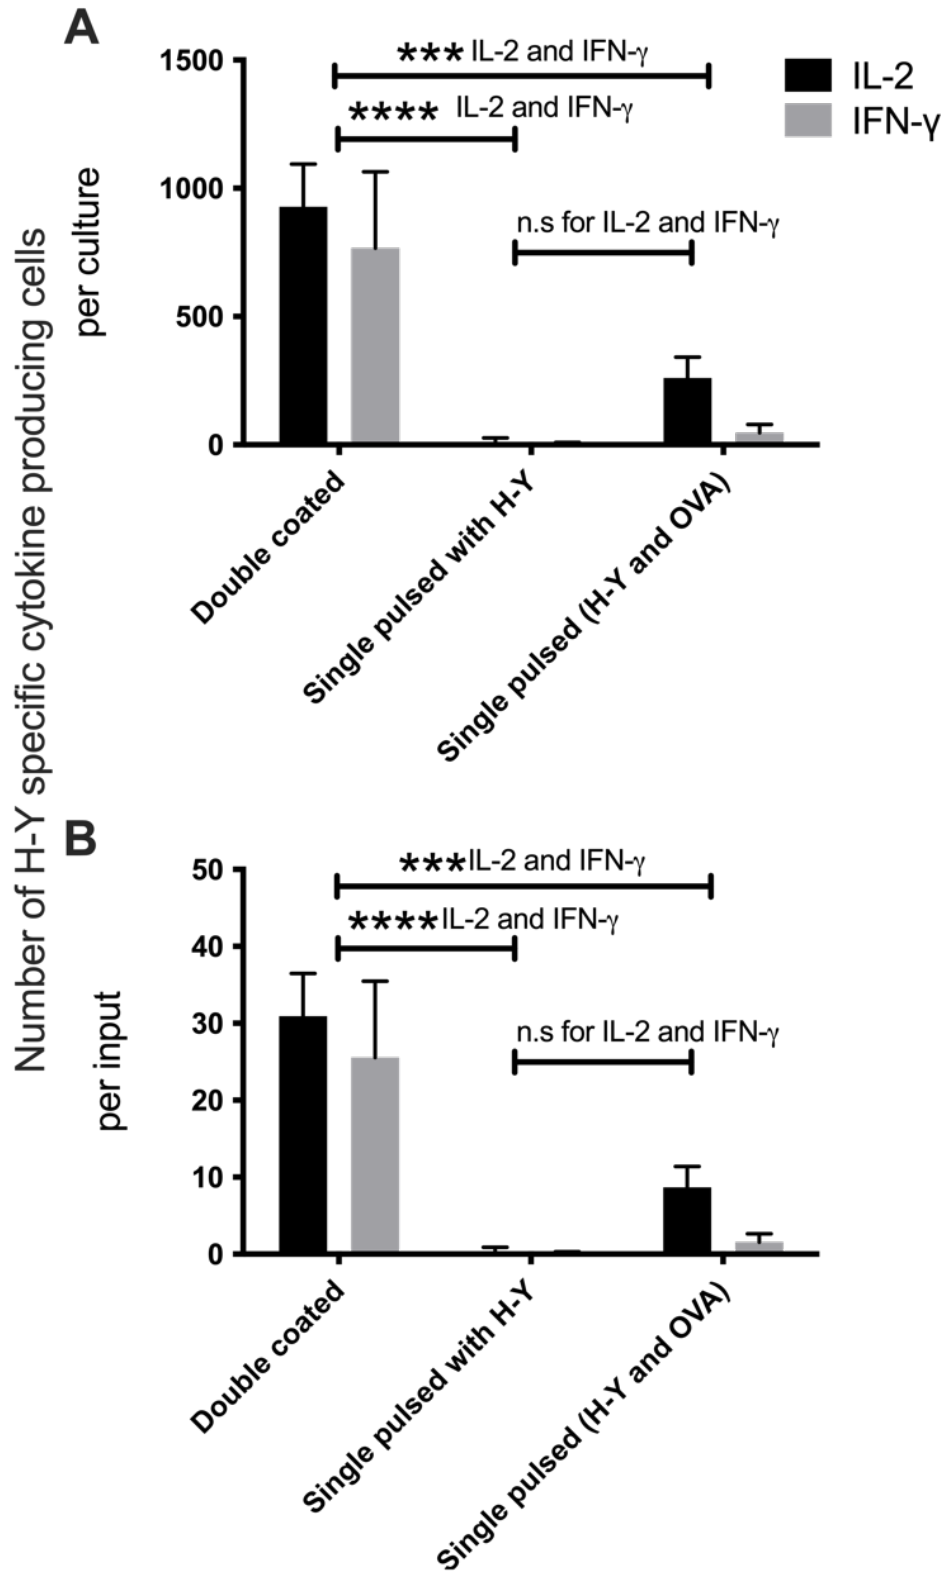 A
1500
*** IL-2 and IFN-γ
**** IL-2 and IFN-γ
IL-2
IFN-γ
1000
n.s for IL-2 and IFN-γ
500
0
per culture
Number of H-Y specific cytokine producing cells
Double coated
Single pulsed with H-Y
Single pulsed (H-Y and OVA)
B
50
***IL-2 and IFN-γ
****IL-2 and IFN-γ
40
30
n.s for IL-2 and IFN-γ
20
10
0
per input
Double coated
Single pulsed with H-Y
Single pulsed (H-Y and OVA)